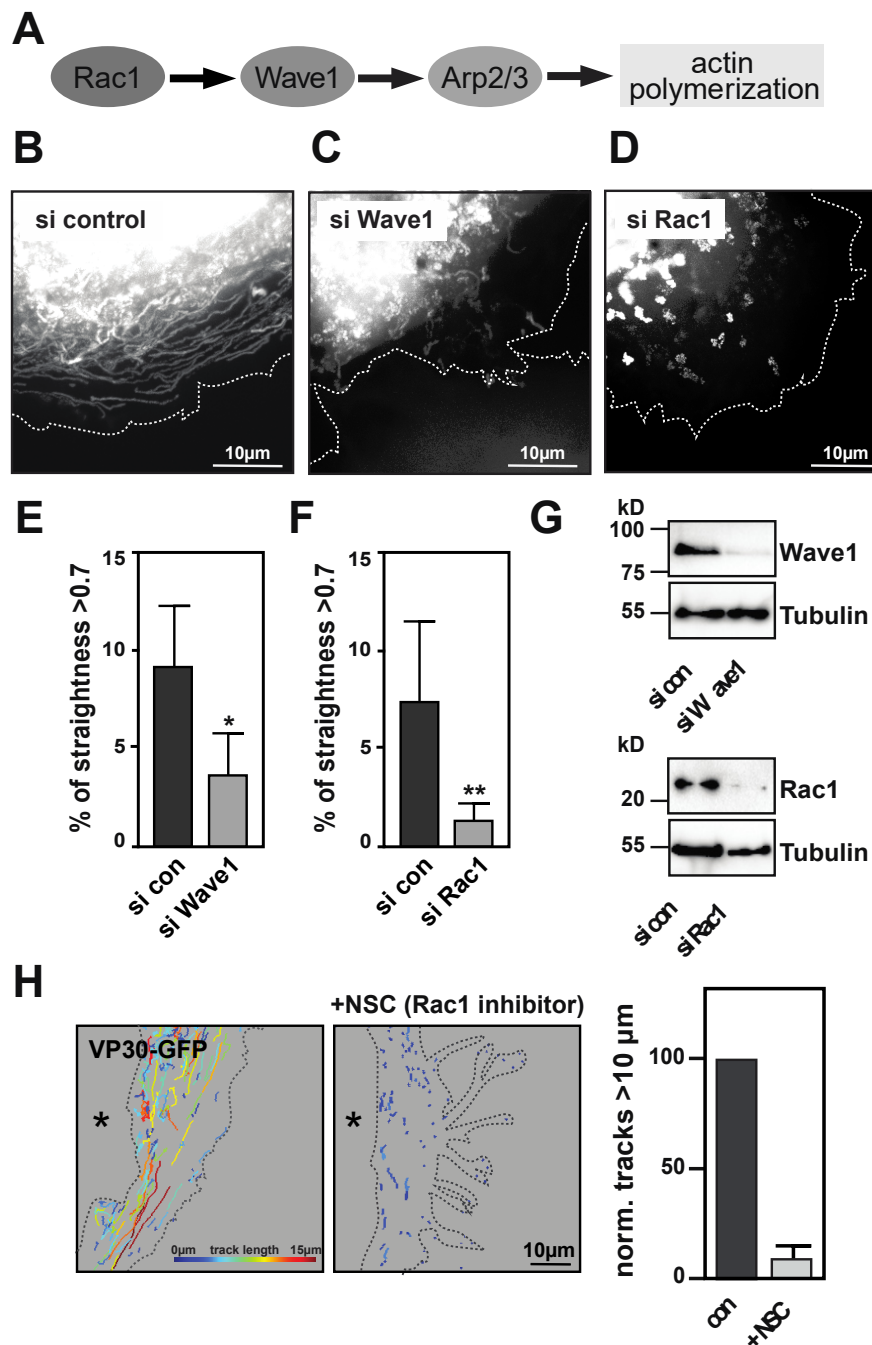 A
Rac1
Wave1
Arp2/3
actin
polymerization
B
C
D
si control
si Wave1
si Rac1
10µm
10µm
10µm
E
F
G
% of straightness >0.7
15
10
5
0
*
si con
si Wave1
% of straightness >0.7
15
10
5
0
**
si con
si Rac1
kD
100
75
Wave1
55
Tubulin
si con
si W ave1
kD
20
Rac1
55
Tubulin
si con
si Rac1
H
+NSC (Rac1 inhibitor)
VP30-GFP
*
*
0µm track length 15µm
10µm
norm. tracks >10 µm
100
50
0
con
+NSC